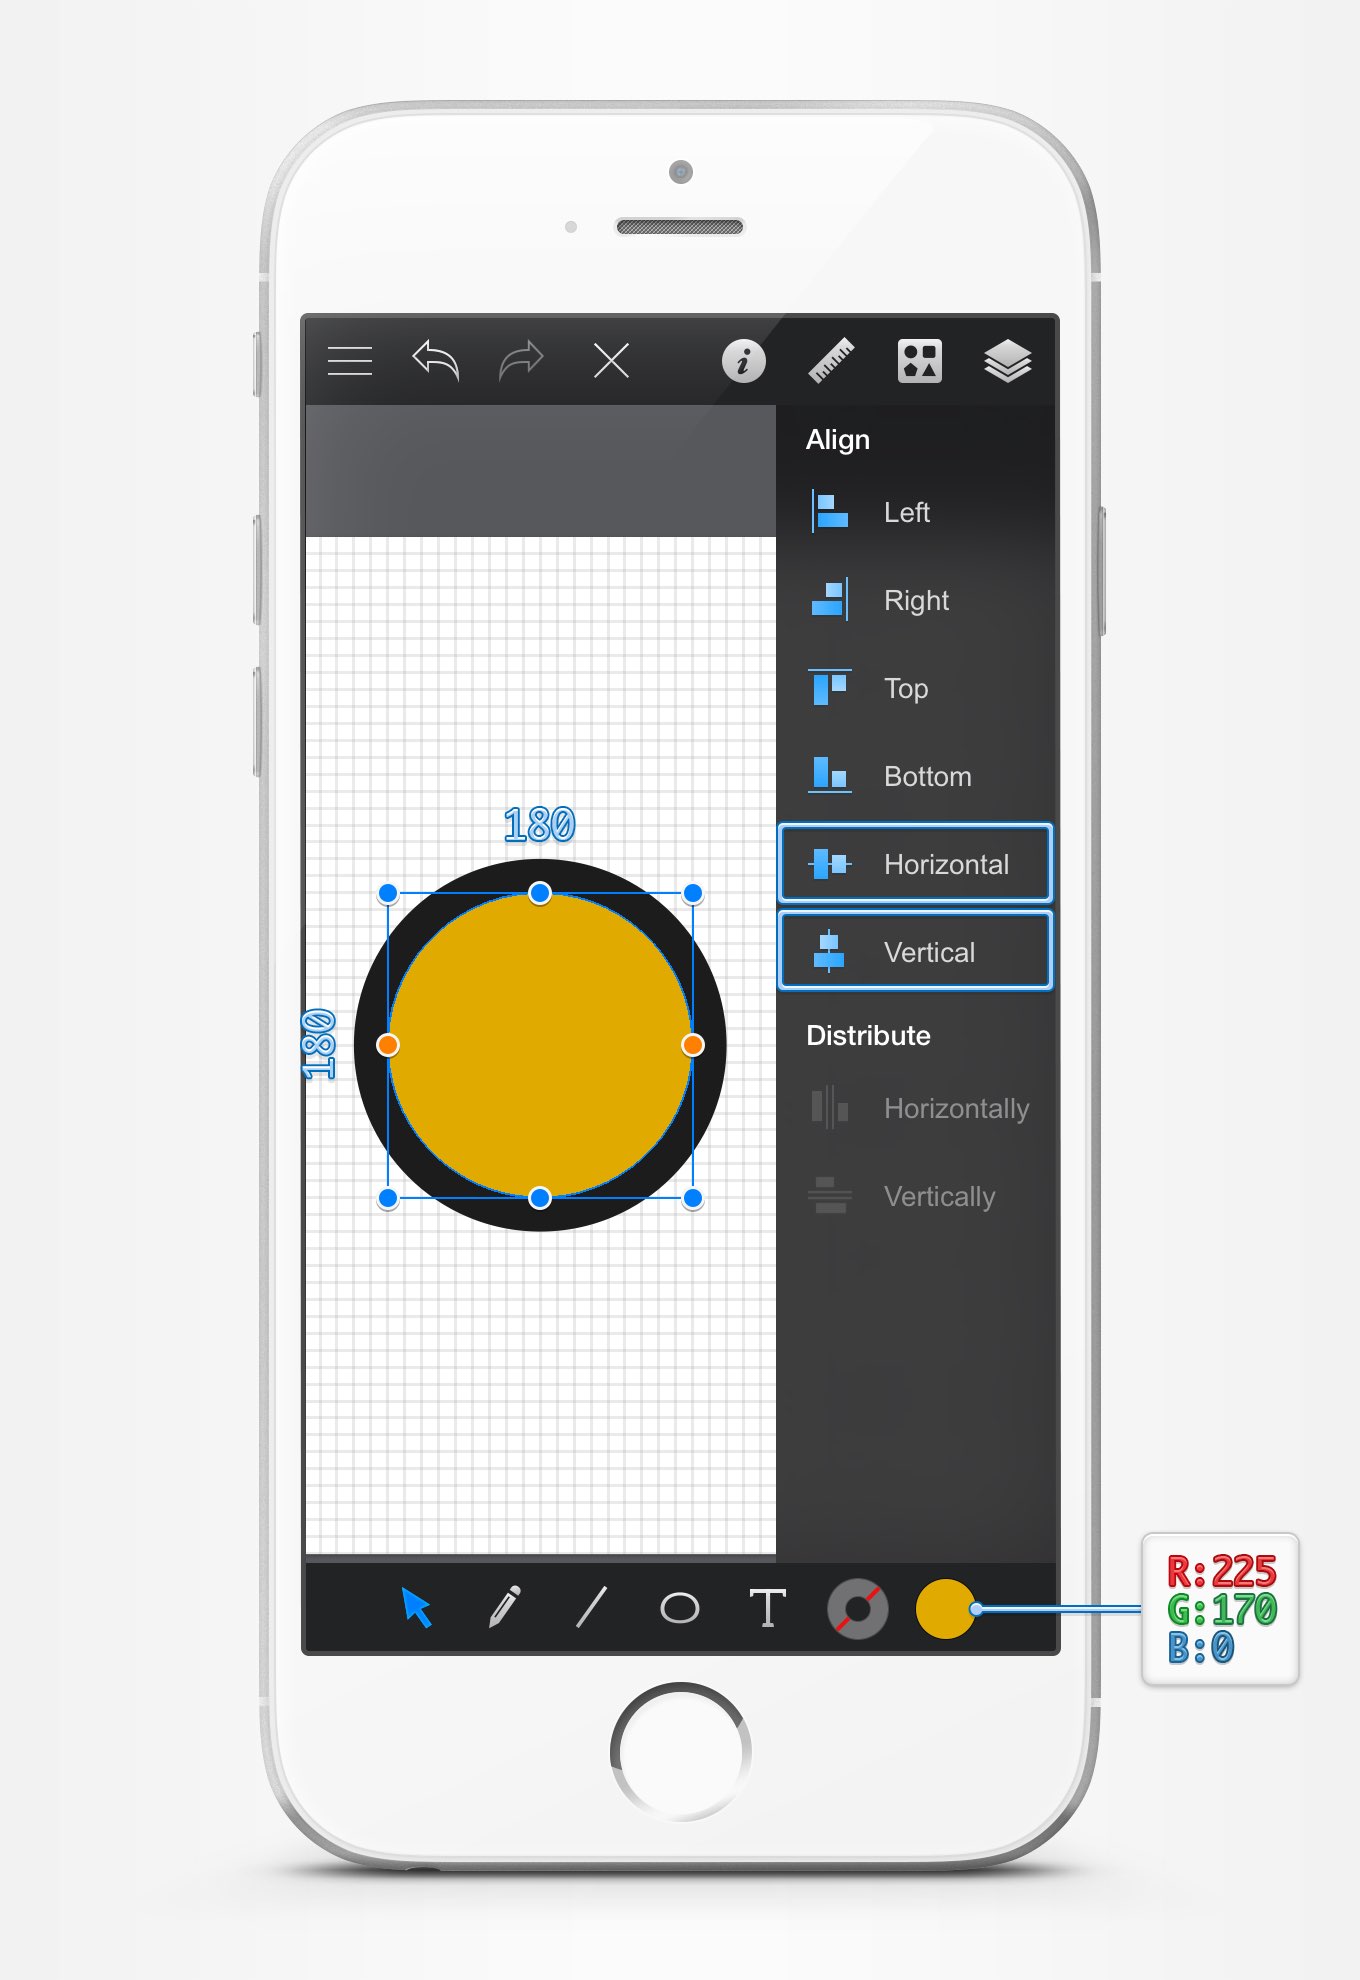 Align
Left
Right
Top
Bottom
Horizontal
Vertical
Distribute
Horizontally
Vertically
180
180
T
R:225
G:170
B:0